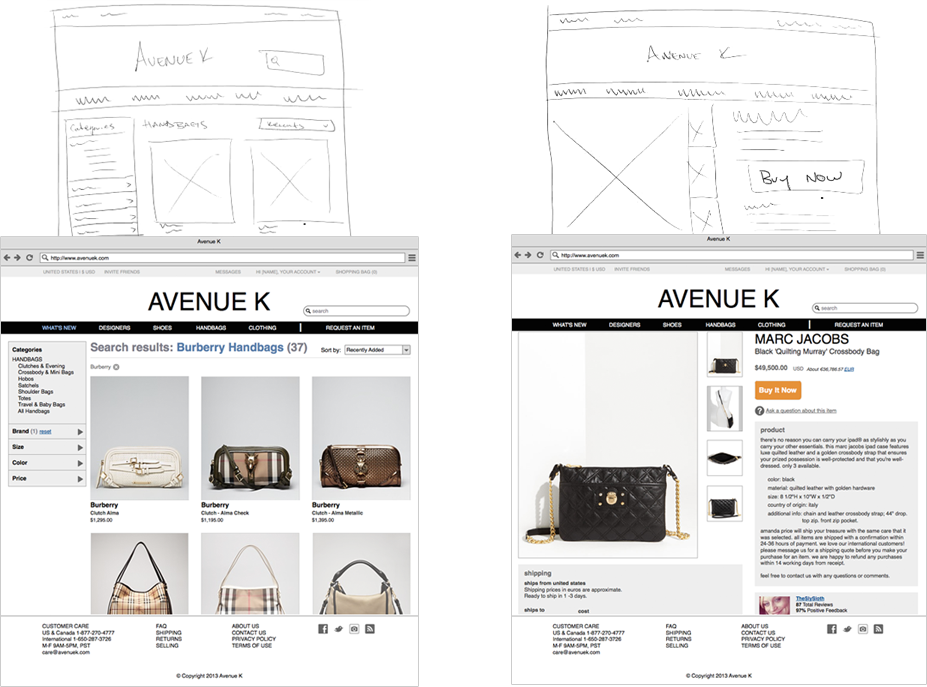 AVENUE K
Categories
HANDBAGS
AVENUE K
BUY NOW
Avenue K
http://www.avenuek.com
UNITED STATES / $ USD INVITE FRIENDS MESSAGES HI [NAME], YOUR ACCOUNT SHOPPING BAG (0)
AVENUE K
search
WHAT'S NEW DESIGNERS SHOES HANDBAGS CLOTHING REQUEST AN ITEM
Categories
HANDBAGS
Clutches & Evening
Crossbody & Mini Bags
Hobos
Satchels
Shoulder Bags
Totes
Travel & Baby Bags
All Handbags
Brand (1) reset
Size
Color
Price
Search results: Burberry Handbags (37)
Sort by: Recently Added
Burberry
Burberry
Clutch Alma
$1,295.00
Burberry
Clutch - Alma Check
$1,195.00
Burberry
Clutch - Alma Metallic
$1,395.00
CUSTOMER CARE
US & Canada 1-877-270-4777
International 1-650-287-3726
M-F 9AM-5PM, PST
care@avenuek.com
FAQ
SHIPPING
RETURNS
SELLING
ABOUT US
CONTACT US
PRIVACY POLICY
TERMS OF USE
© Copyright 2013 Avenue K
Avenue K
http://www.avenuek.com
UNITED STATES / $ USD INVITE FRIENDS MESSAGES HI [NAME], YOUR ACCOUNT SHOPPING BAG (0)
AVENUE K
search
WHAT'S NEW DESIGNERS SHOES HANDBAGS CLOTHING REQUEST AN ITEM
MARC JACOBS
Black 'Quilting Murray' Crossbody Bag
$49,500.00 USD About €36,786.57 EUR
Buy It Now
Ask a question about this item
product
there's no reason you can carry your ipad® as stylishly as you
carry your other essentials. this marc jacobs ipad case features
luxe quilted leather and a golden crossbody strap that ensures
your prized possession is well-protected and that you're well-
dressed. only 3 available.
color: black
material: quilted leather with golden hardware
size: 8 1/2"H x 10"W x 1/2"D
country of origin: italy
additional info: chain and leather crossbody strap; 44" drop.
top zip. front zip pocket.
amanda price will ship your treasure with the same care that it
was selected. all items are shipped with a confirmation within
24-36 hours of payment. we love our international customers!
please message us for a shipping quote before you make your
purchase for an item. we are happy to refund any purchases
within 14 working days from receipt.
feel free to contact us with any questions or comments.
TheSlySloth
87 Total Reviews
97% Positive Feedback
shipping
ships from united states
Shipping prices in euros are approximate.
Ready to ship in 1 -3 days.
ships to cost
CUSTOMER CARE
US & Canada 1-877-270-4777
International 1-650-287-3726
M-F 9AM-5PM, PST
care@avenuek.com
FAQ
SHIPPING
RETURNS
SELLING
ABOUT US
CONTACT US
PRIVACY POLICY
TERMS OF USE
© Copyright 2013 Avenue K